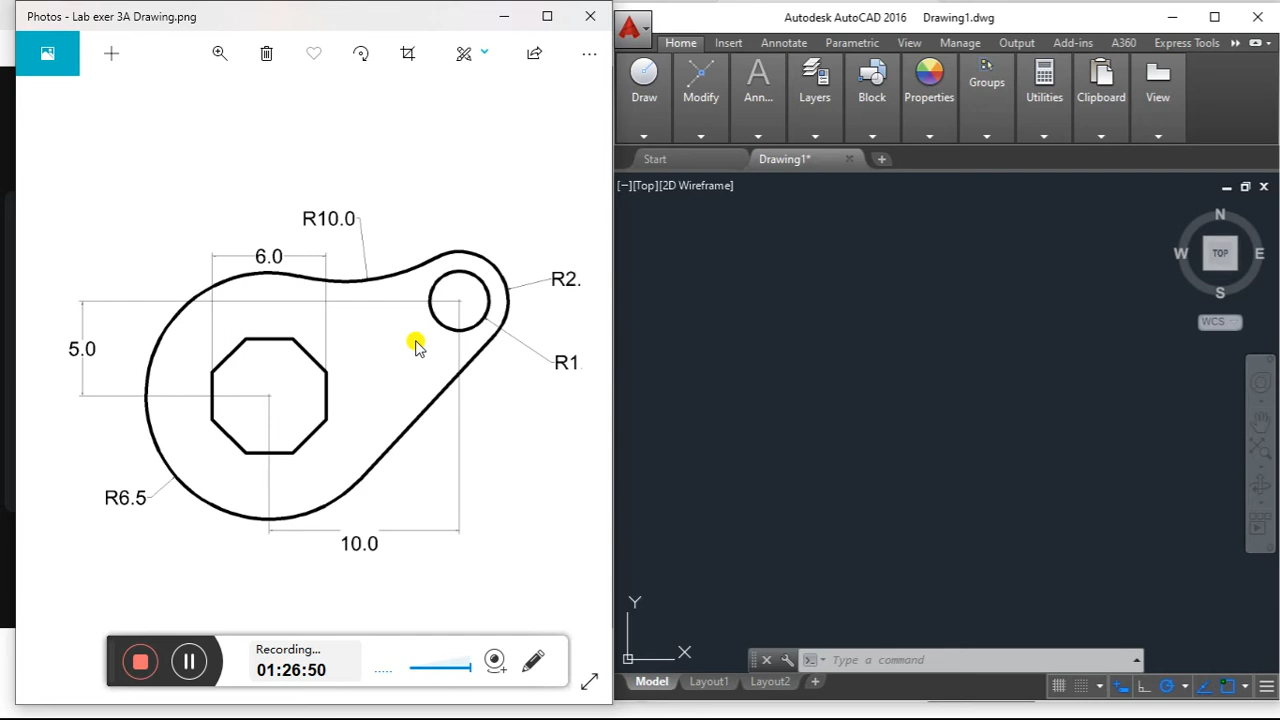 Photos - Lab exer 3A Drawing.png
R10.0
6.0
R2.
5.0
R1.
R6.5
10.0
Recording...
01:26:50
Autodesk AutoCAD 2016 Drawing1.dwg
Home Insert Annotate Parametric View Manage Output Add-ins A360 Express Tools
Draw Modify Ann... Layers Block Properties Groups Utilities Clipboard View
Start Drawing1*
[−][Top][2D Wireframe]
N
W TOP E
S
WCS
Y
X
Type a command
Model Layout1 Layout2